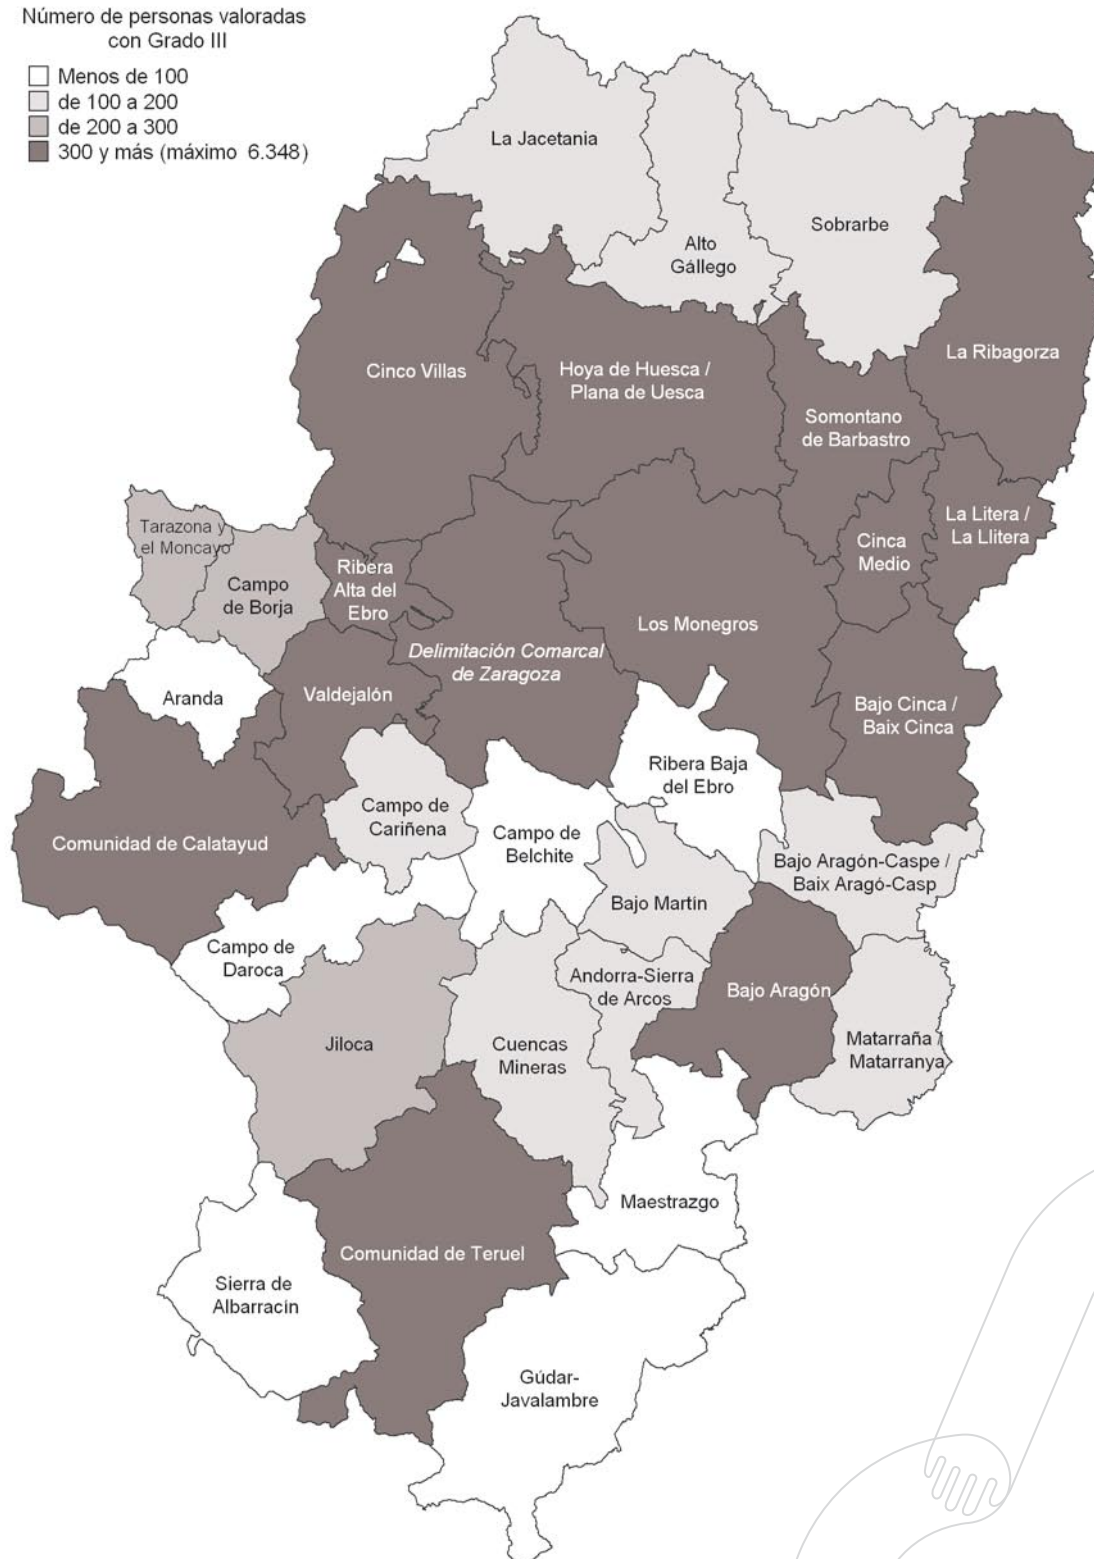 Número de personas valoradas
con Grado III
Menos de 100
de 100 a 200
de 200 a 300
300 y más (máximo 6.348)
La Jacetania
Alto
Gállego
Sobrarbe
La Ribagorza
Cinco Villas
Hoya de Huesca /
Plana de Uesca
Somontano
de Barbastro
La Litera /
La Llitera
Cinca
Medio
Tarazona y
el Moncayo
Campo
de Borja
Ribera
Alta del
Ebro
Los Monegros
Delimitación Comarcal
de Zaragoza
Aranda
Valdejalón
Bajo Cinca /
Baix Cinca
Ribera Baja
del Ebro
Campo de
Cariñena
Comunidad de Calatayud
Campo de
Belchite
Bajo Aragón-Caspe /
Baix Aragó-Casp
Bajo Martín
Campo de
Daroca
Andorra-Sierra
de Arcos
Bajo Aragón
Jiloca
Cuencas
Mineras
Matarraña /
Matarranya
Maestrazgo
Comunidad de Teruel
Sierra de
Albarracín
Gúdar-
Javalambre